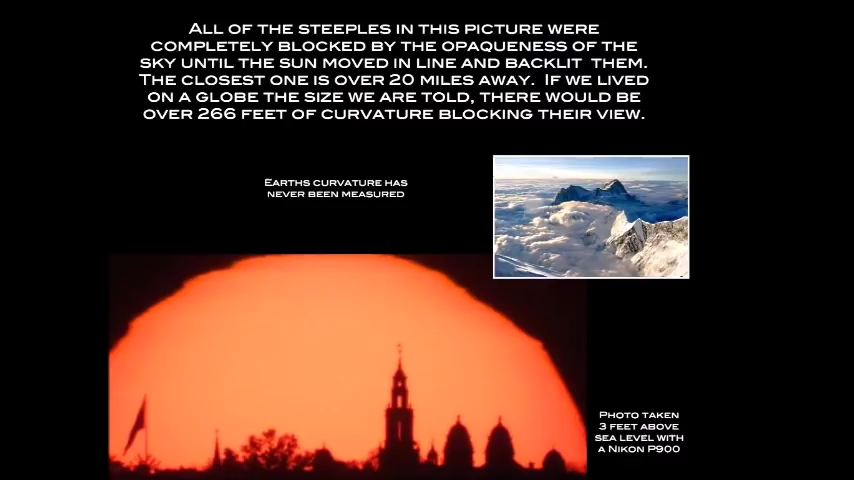 ALL OF THE STEEPLES IN THIS PICTURE WERE
COMPLETELY BLOCKED BY THE OPAQUENESS OF THE
SKY UNTIL THE SUN MOVED IN LINE AND BACKLIT THEM.
THE CLOSEST ONE IS OVER 20 MILES AWAY. IF WE LIVED
ON A GLOBE THE SIZE WE ARE TOLD, THERE WOULD BE
OVER 266 FEET OF CURVATURE BLOCKING THEIR VIEW.
EARTHS CURVATURE HAS
NEVER BEEN MEASURED
PHOTO TAKEN
3 FEET ABOVE
SEA LEVEL WITH
A NIKON P900